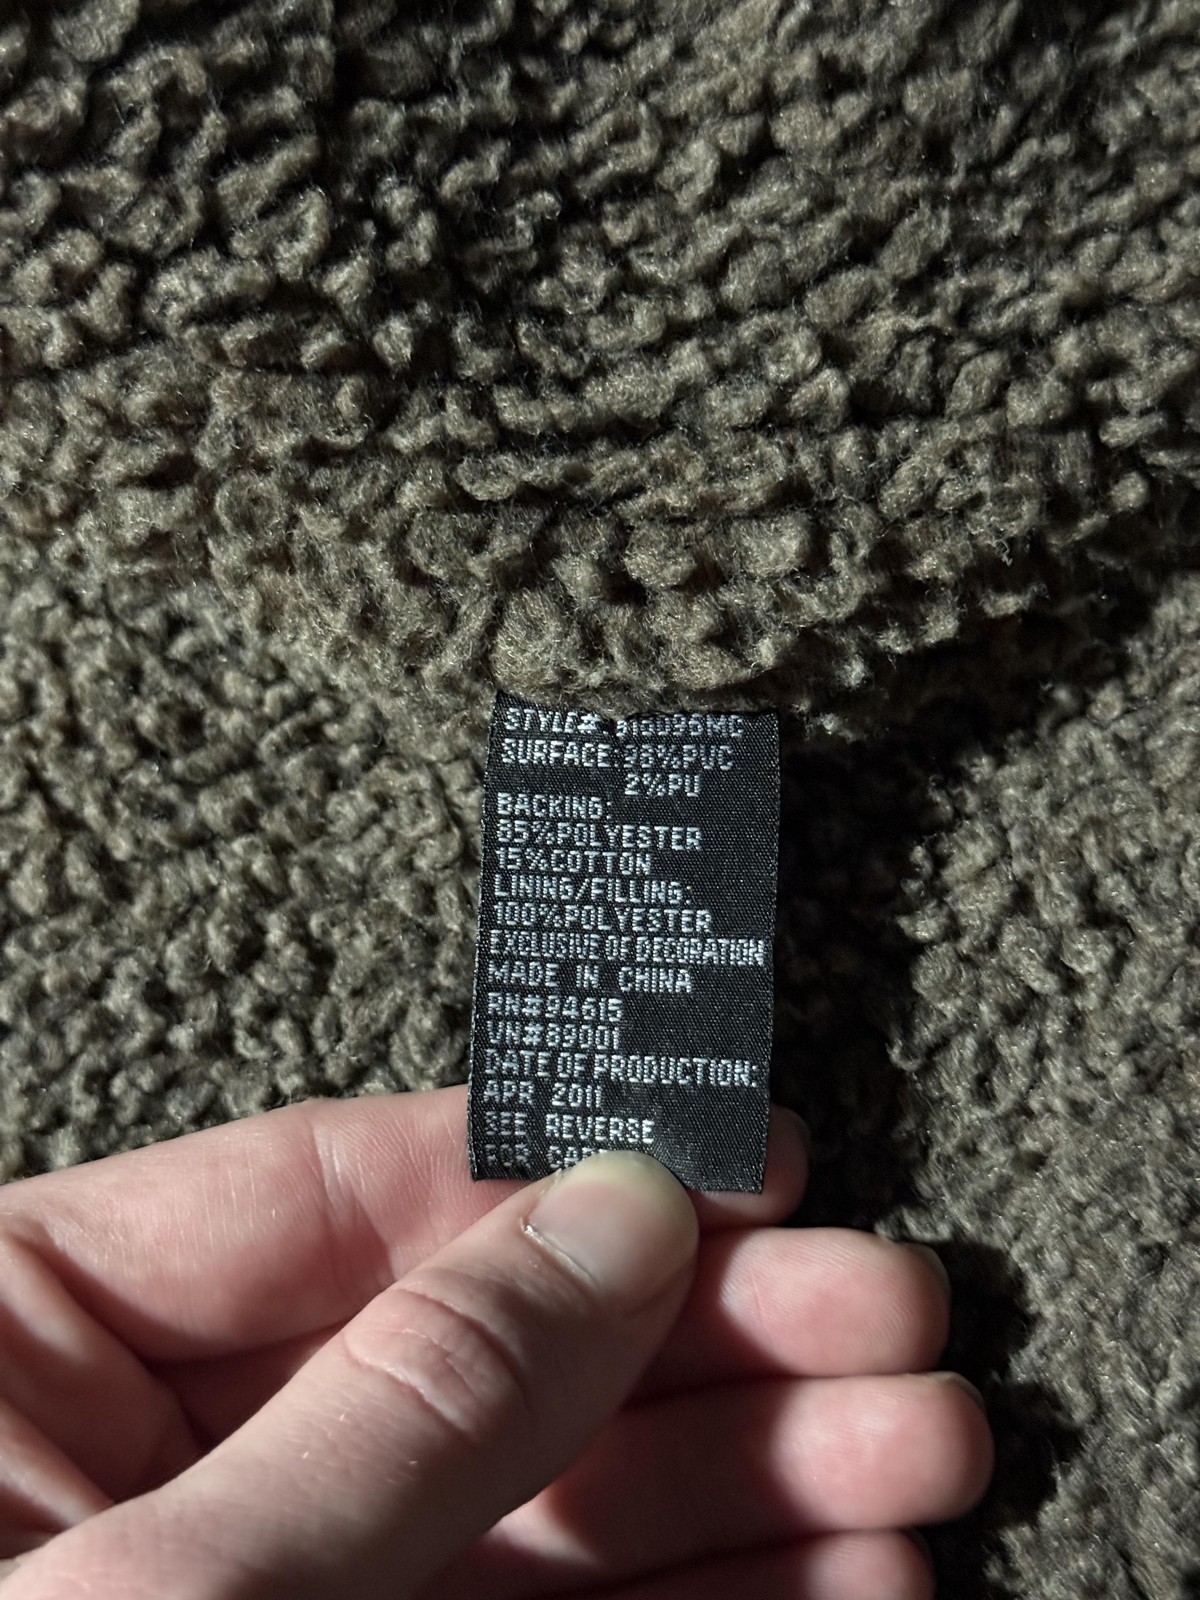 STYLE#
SURFACE: 98%PVC
2%PU
BACKING:
85%POLYESTER
15%COTTON
LINING/FILLING:
100%POLYESTER
EXCLUSIVE OF DECORATION
MADE IN CHINA
RN#94615
VN#89001
DATE OF PRODUCTION:
APR 2011
SEE REVERSE
FOR